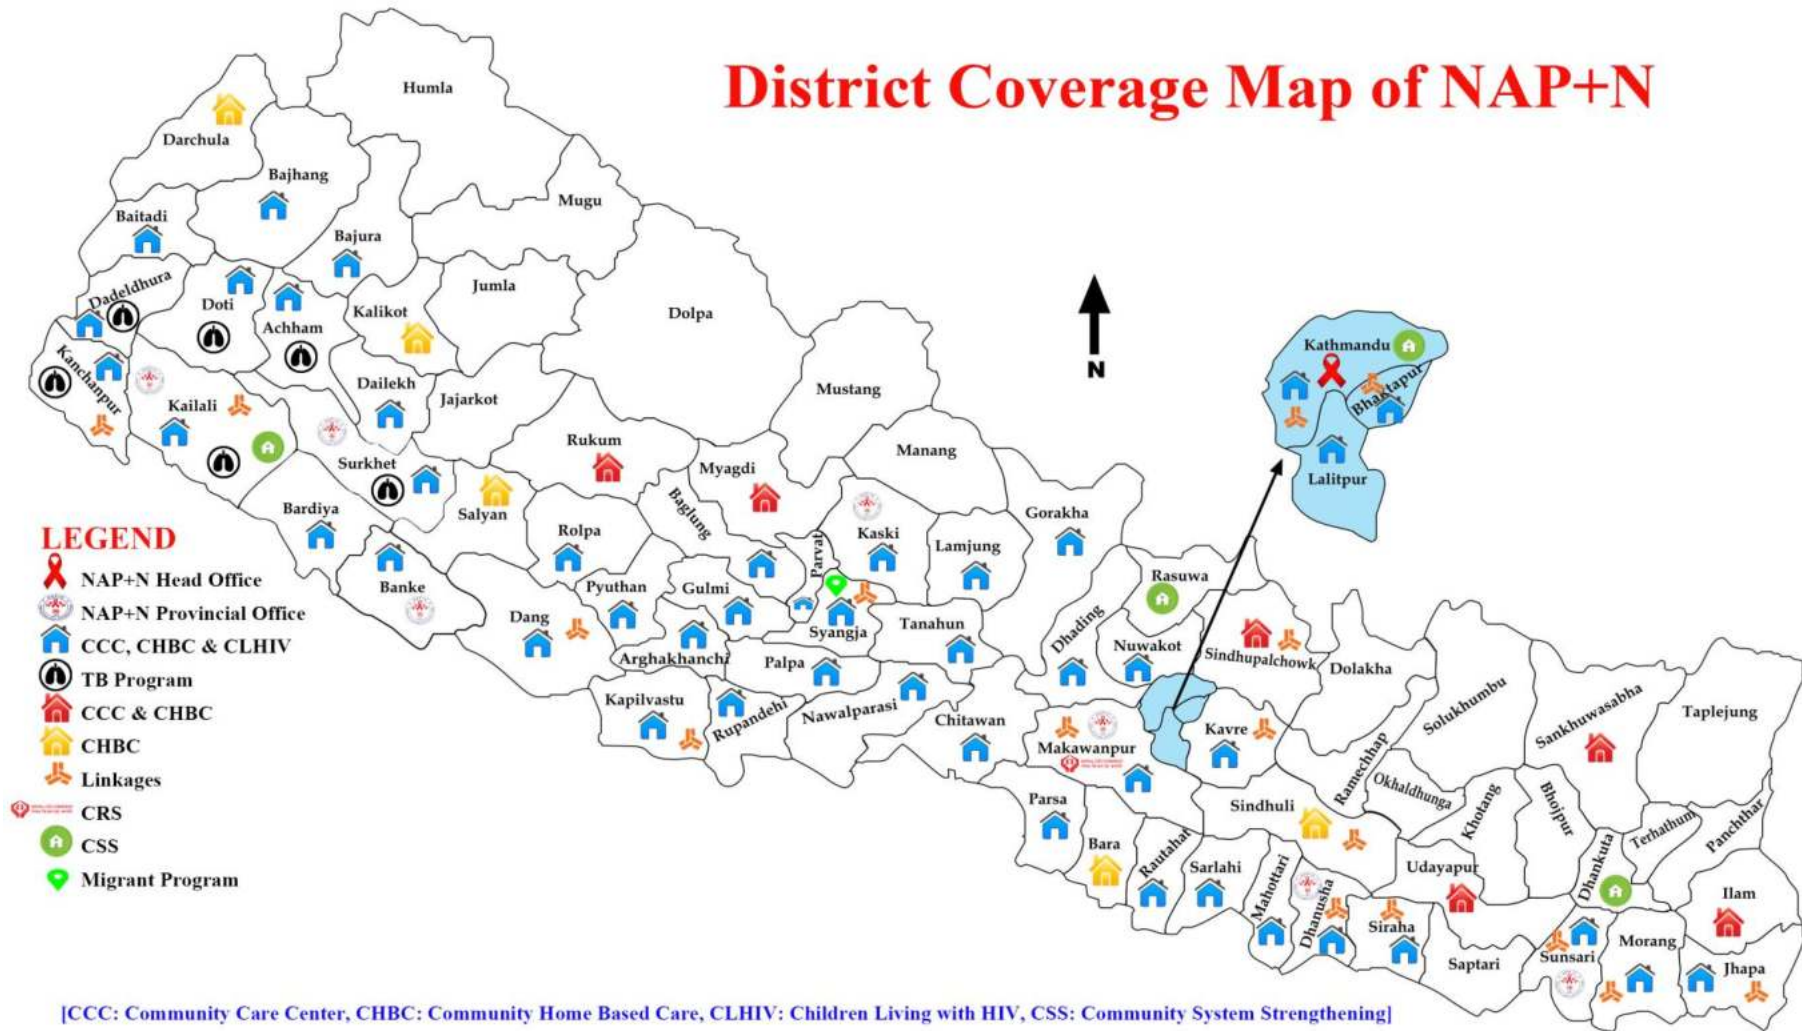 District Coverage Map of NAP+N
Humla
Darchula
Bajhang
Mugu
Baitadi
Bajura
Dadeldhura
Doti
Jumla
Achham
Kalikot
Dolpa
Kathmandu
N
Kanchanpur
Dailekh
Mustang
Bhaktapur
Kailali
Jajarkot
Rukum
Manang
Surkhet
Myagdi
Lalitpur
Bardiya
Salyan
Baglung
Gorakha
Rolpa
Parvat
Kaski
Lamjung
Banke
Pyuthan
Gulmi
Rasuwa
Dang
Syangja
Tanahun
Dhading
Nuwakot
Sindhupalchowk
Arghakhanchi
Palpa
Dolakha
Kapilvastu
Rupandehi
Nawalparasi
Chitawan
Makawanpur
Kavre
Ramechhap
Solukhumbu
Sankhuwasabha
Taplejung
Okhaldhunga
Khotang
Bhojpur
Terhathum
Panchthar
Parsa
Sindhuli
Bara
Rautahat
Sarlahi
Mahottari
Dhanusha
Siraha
Udayapur
Dhankuta
Ilam
Saptari
Sunsari
Morang
Jhapa
LEGEND
NAP+N Head Office
NAP+N Provincial Office
CCC, CHBC & CLHIV
TB Program
CCC & CHBC
CHBC
Linkages
CRS
CSS
Migrant Program
[CCC: Community Care Center, CHBC: Community Home Based Care, CLHIV: Children Living with HIV, CSS: Community System Strengthening]